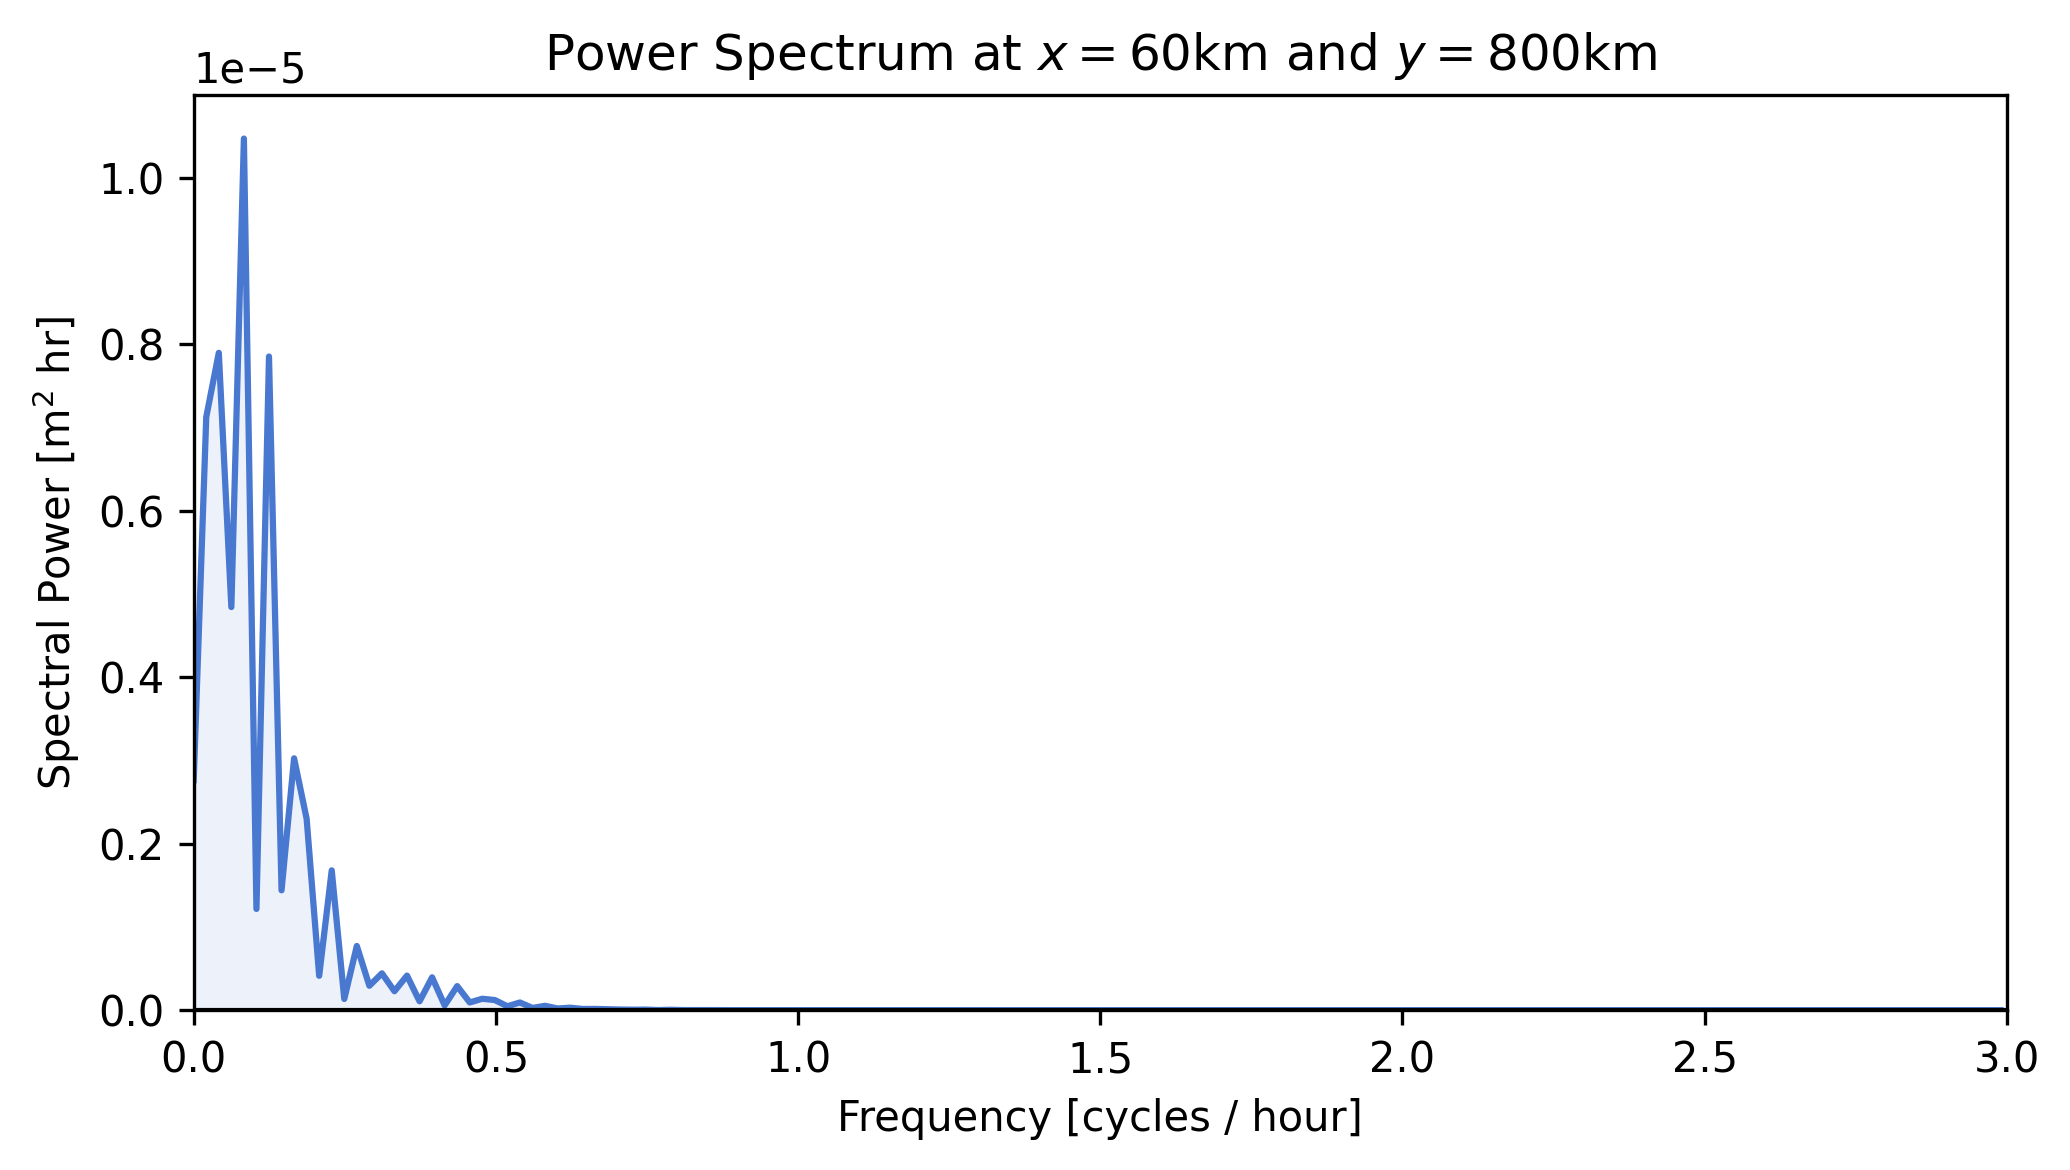 Power Spectrum at x = 60km and y = 800km
1e−5
1.0
0.8
0.6
0.4
0.2
0.0
Spectral Power [m² hr]
0.0 0.5 1.0 1.5 2.0 2.5 3.0
Frequency [cycles / hour]